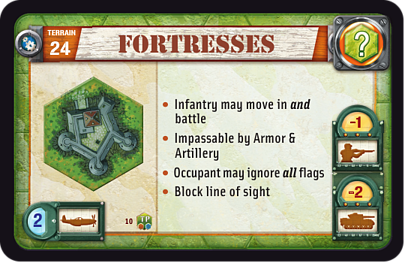 TERRAIN
24
FORTRESSES
?
• Infantry may move in and
battle
• Impassable by Armor &
Artillery
• Occupant may ignore all flags
• Block line of sight
-1
-2
2
10